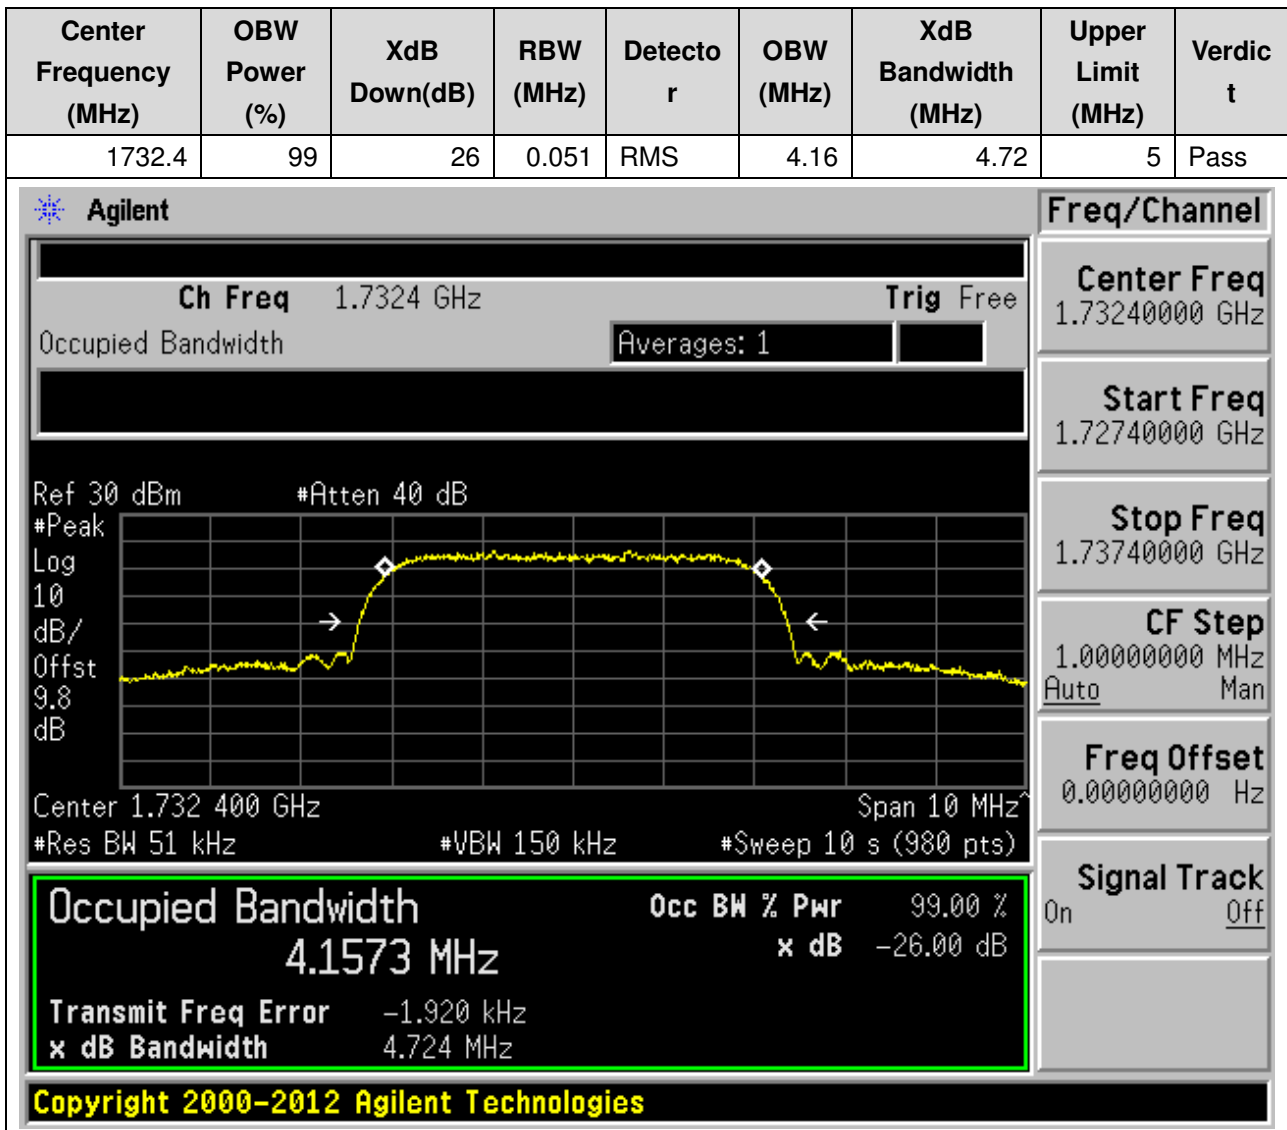 Center Frequency (MHz) OBW Power (%) XdB Down(dB) RBW (MHz) Detecto r OBW (MHz) XdB Bandwidth (MHz) Upper Limit (MHz) Verdic t
1732.4 99 26 0.051 RMS 4.16 4.72 5 Pass
Agilent
Freq/Channel
Ch Freq 1.7324 GHz Trig Free
Occupied Bandwidth Averages: 1
Center Freq
1.73240000 GHz
Start Freq
1.72740000 GHz
Stop Freq
1.73740000 GHz
CF Step
1.00000000 MHz
Auto Man
Freq Offset
0.00000000 Hz
Signal Track
On Off
Ref 30 dBm #Atten 40 dB
#Peak
Log
10
dB/
Offst
9.8
dB
Center 1.732 400 GHz Span 10 MHz^
#Res BW 51 kHz #VBW 150 kHz #Sweep 10 s (980 pts)
Occupied Bandwidth Occ BW % Pwr 99.00 %
4.1573 MHz x dB -26.00 dB
Transmit Freq Error -1.920 kHz
x dB Bandwidth 4.724 MHz
Copyright 2000-2012 Agilent Technologies